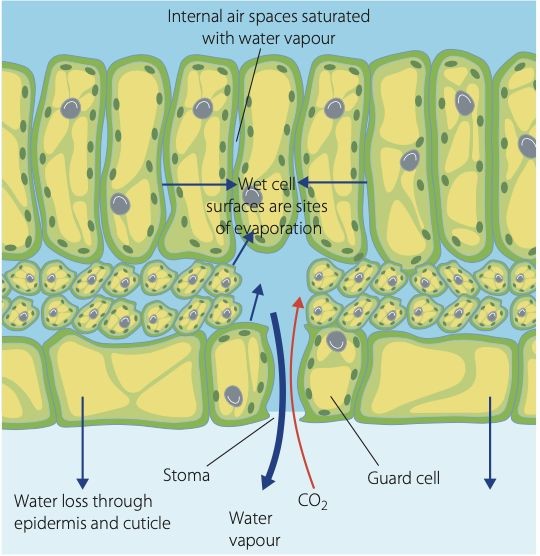 Internal air spaces saturated
with water vapour
Wet cell
surfaces are sites
of evaporation
Stoma
Guard cell
Water loss through
epidermis and cuticle
CO₂
Water
vapour